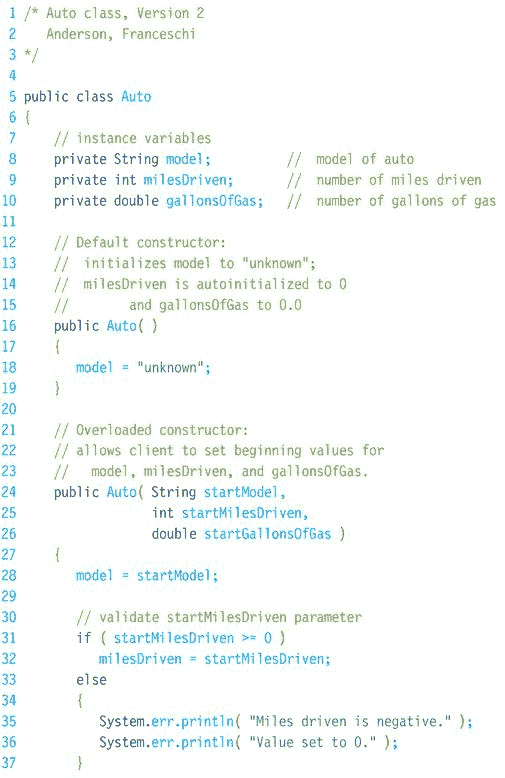 1 /* Auto class, Version 2
2    Anderson, Franceschi
3 */
4
5 public class Auto
6 {
7    // instance variables
8    private String model;          //  model of auto
9    private int milesDriven;       //  number of miles driven
10    private double gallonsOfGas;   //  number of gallons of gas
11
12    // Default constructor:
13    //  initializes model to "unknown";
14    //  milesDriven is autoinitialized to 0
15    //        and gallonsOfGas to 0.0
16    public Auto( )
17    {
18       model = "unknown";
19    }
20
21    // Overloaded constructor:
22    // allows client to set beginning values for
23    //   model, milesDriven, and gallonsOfGas.
24    public Auto( String startModel,
25                 int startMilesDriven,
26                 double startGallonsOfGas )
27    {
28       model = startModel;
29
30       // validate startMilesDriven parameter
31       if ( startMilesDriven >= 0 )
32          milesDriven = startMilesDriven;
33       else
34       {
35          System.err.println( "Miles driven is negative." );
36          System.err.println( "Value set to 0." );
37       }